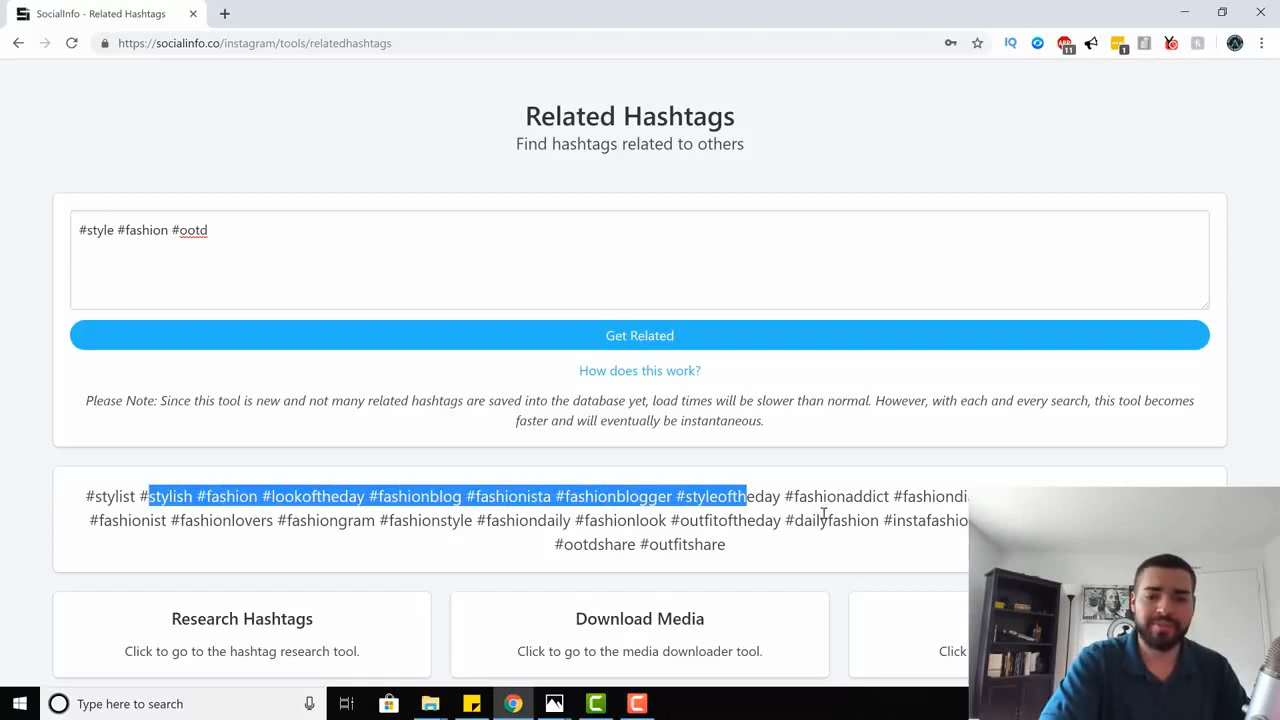 SocialInfo - Related Hashtags
https://socialinfo.co/instagram/tools/relatedhashtags
Related Hashtags
Find hashtags related to others
#style #fashion #ootd
Get Related
How does this work?
Please Note: Since this tool is new and not many related hashtags are saved into the database yet, load times will be slower than normal. However, with each and every search, this tool becomes
faster and will eventually be instantaneous.
#stylist #stylish #fashion #lookoftheday #fashionblog #fashionista #fashionblogger #styleoftheday #fashionaddict #fashiondi
#fashionist #fashionlovers #fashiongram #fashionstyle #fashiondaily #fashionlook #outfitoftheday #dailyfashion #instafashio
#ootdshare #outfitshare
Research Hashtags
Click to go to the hashtag research tool.
Download Media
Click to go to the media downloader tool.
Click
Type here to search
IQ
11
1